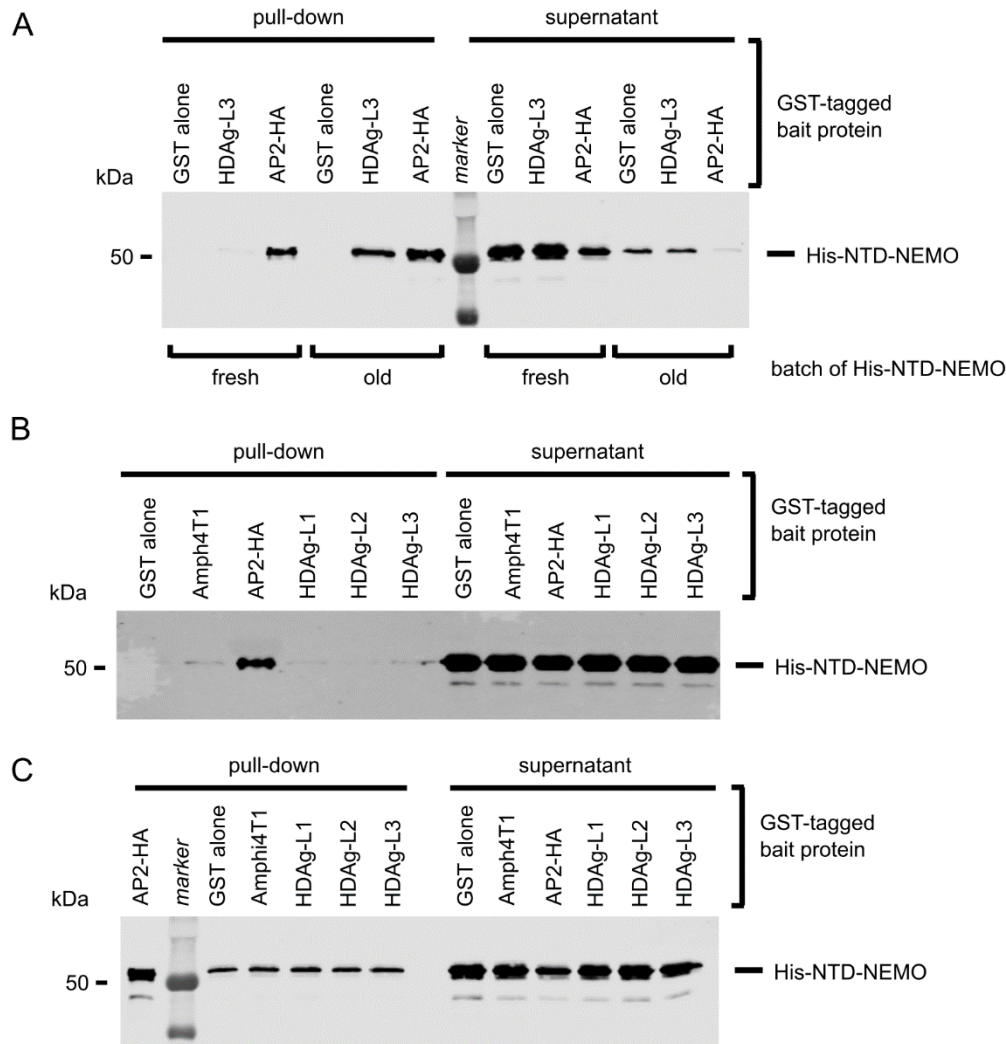 A
pull-down
supernatant
GST alone
HDAg-L3
AP2-HA
GST alone
HDAg-L3
AP2-HA
marker
GST alone
HDAg-L3
AP2-HA
GST alone
HDAg-L3
AP2-HA
GST-tagged
bait protein
kDa
50
His-NTD-NEMO
fresh
old
fresh
old
batch of His-NTD-NEMO
B
pull-down
supernatant
GST alone
Amph4T1
AP2-HA
HDAg-L1
HDAg-L2
HDAg-L3
GST alone
Amph4T1
AP2-HA
HDAg-L1
HDAg-L2
HDAg-L3
GST-tagged
bait protein
kDa
50
His-NTD-NEMO
C
pull-down
supernatant
AP2-HA
marker
GST alone
Amphi4T1
HDAg-L1
HDAg-L2
HDAg-L3
GST alone
Amph4T1
AP2-HA
HDAg-L1
HDAg-L2
HDAg-L3
GST-tagged
bait protein
kDa
50
His-NTD-NEMO